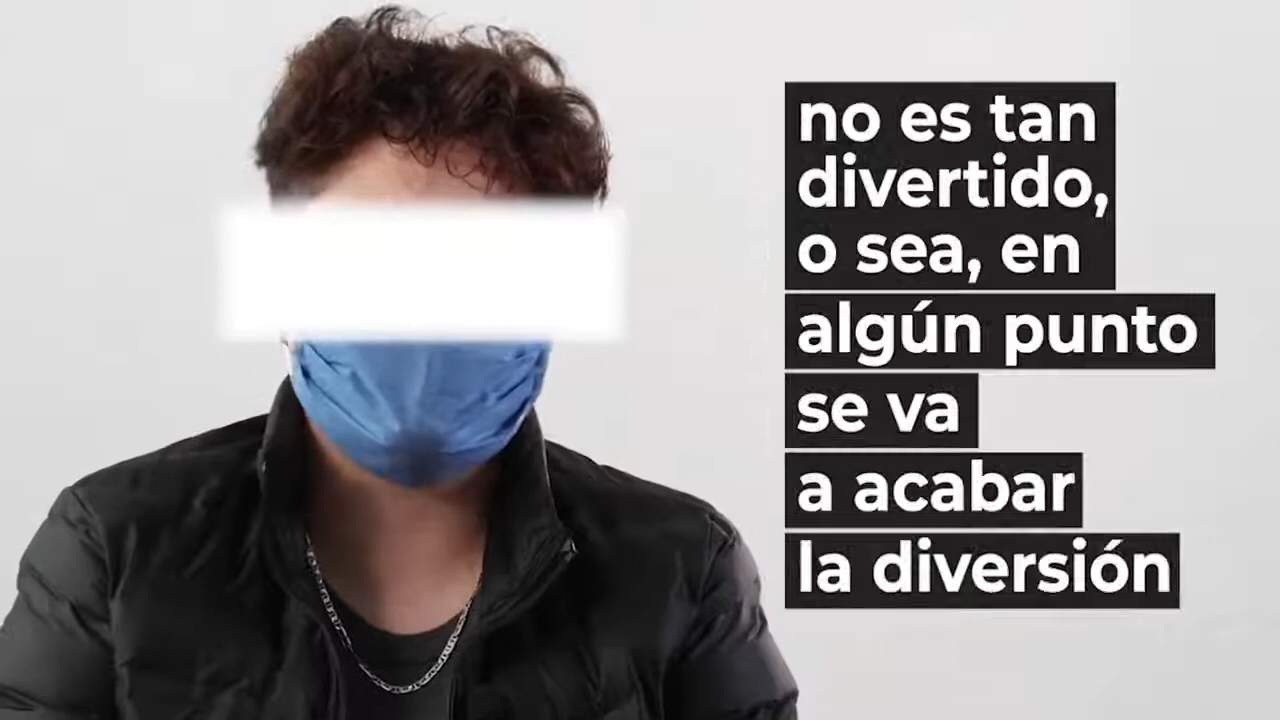 no es tan
divertido,
o sea, en
algún punto
se va
a acabar
la diversión